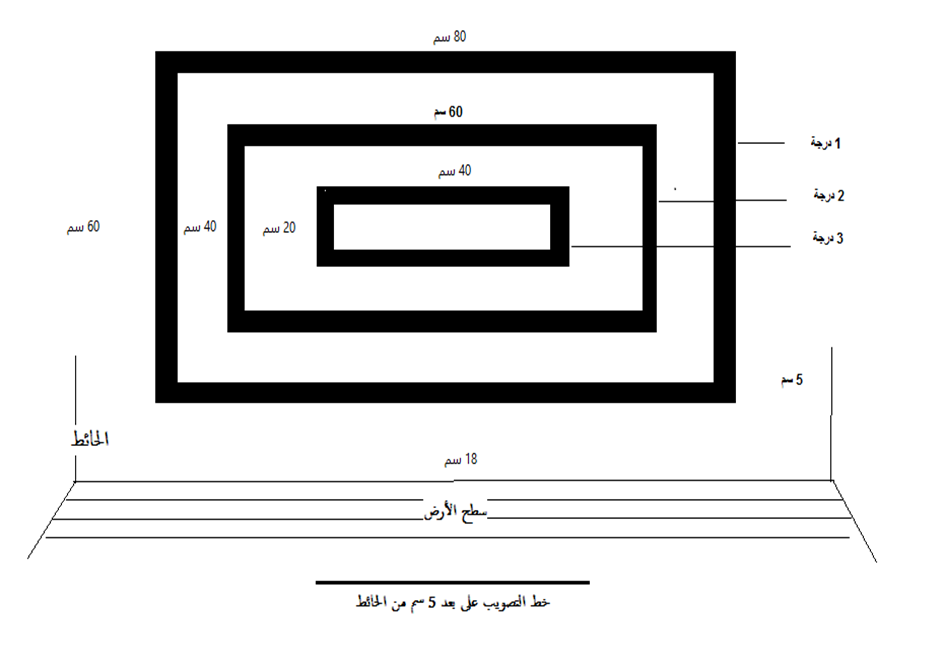 80 سم
60 سم
1 درجة
40 سم
2 درجة
60 سم
40 سم
20 سم
3 درجة
5 سم
الحائط
18 سم
سطح الأرض
خط التصويب على بعد 5 سم من الحائط